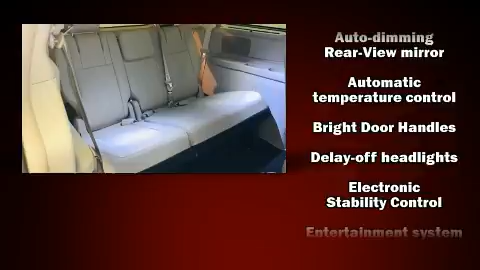 Auto-dimming
Rear-View mirror
Automatic
temperature control
Bright Door Handles
Delay-off headlights
Electronic
Stability Control
Entertainment system